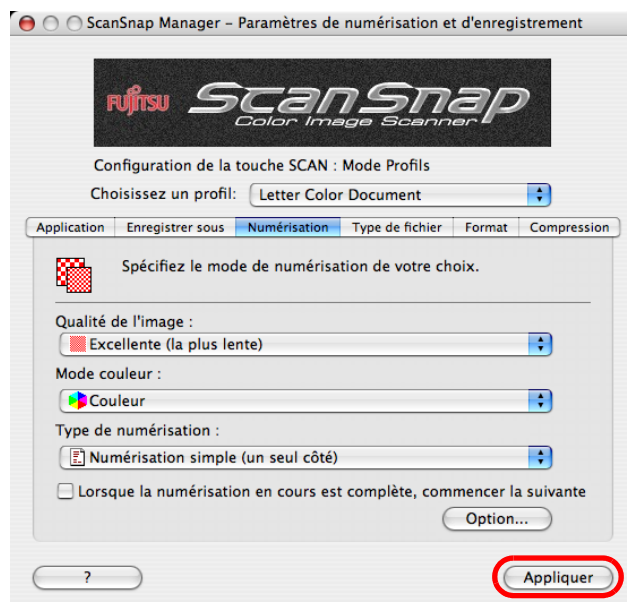 ScanSnap Manager – Paramètres de numérisation et d'enregistrement
FUJITSU ScanSnap
Color Image Scanner
Configuration de la touche SCAN : Mode Profils
Choisissez un profil: Letter Color Document
Application Enregistrer sous Numérisation Type de fichier Format Compression
Spécifiez le mode de numérisation de votre choix.
Qualité de l'image :
Excellente (la plus lente)
Mode couleur :
Couleur
Type de numérisation :
Numérisation simple (un seul côté)
Lorsque la numérisation en cours est complète, commencer la suivante
Option...
? Appliquer